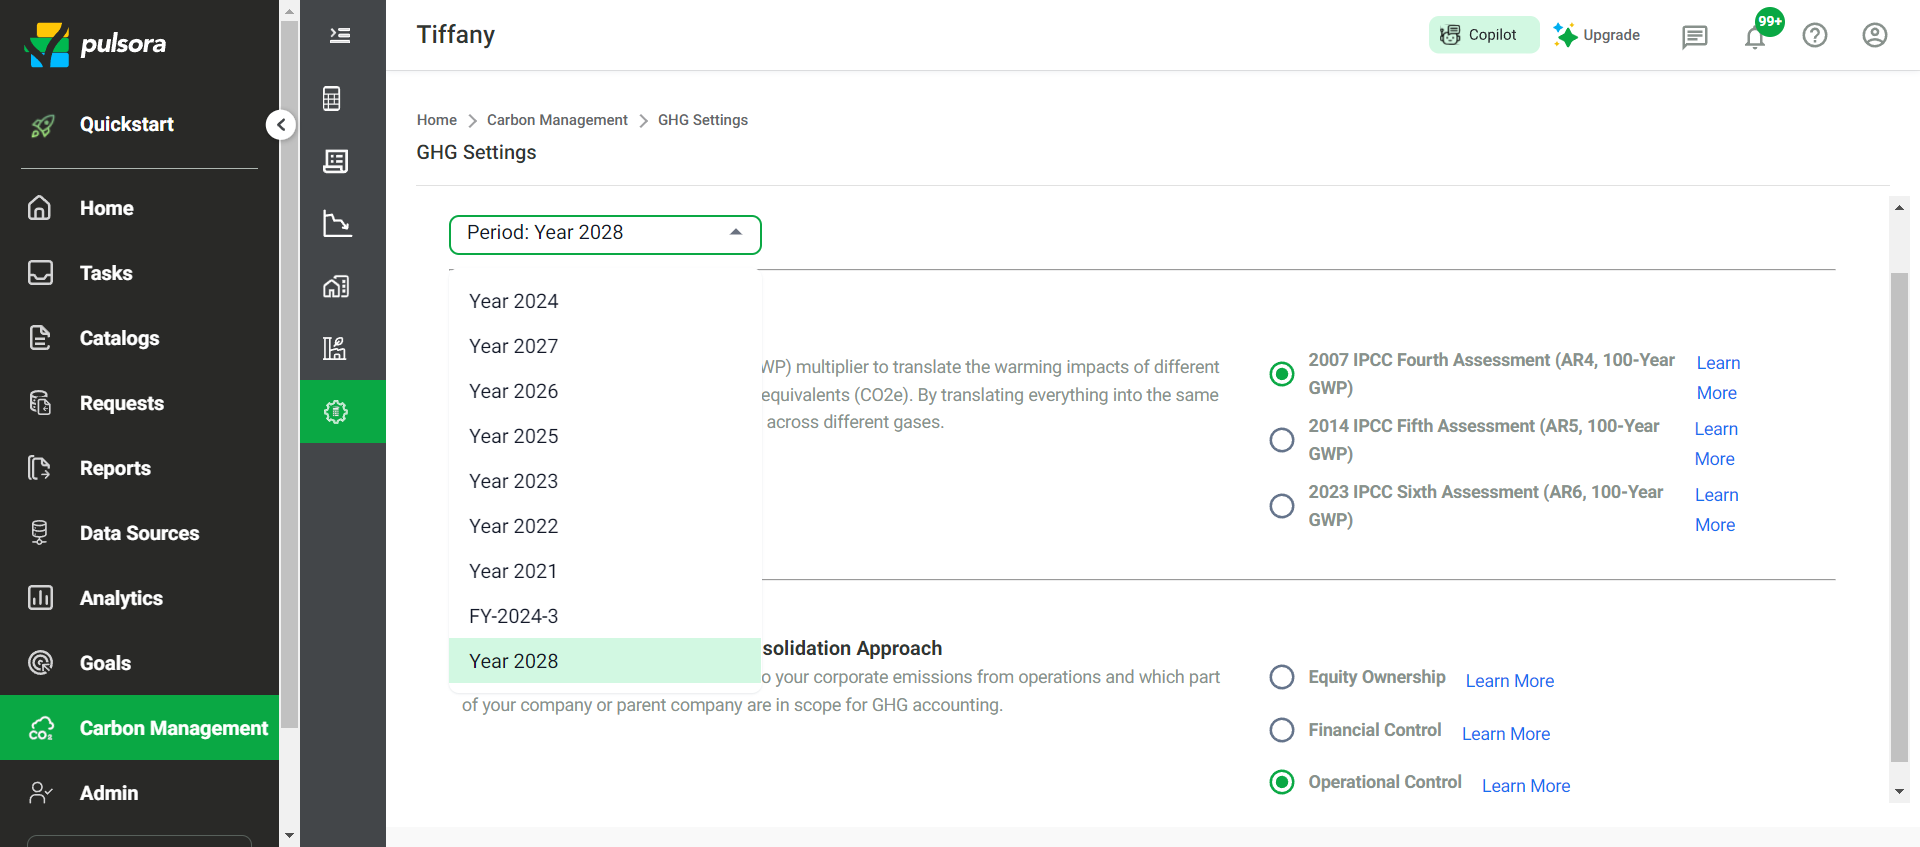 pulsora
Quickstart
Home
Tasks
Catalogs
Requests
Reports
Data Sources
Analytics
Goals
Carbon Management
Admin
Tiffany
Copilot
Upgrade
99+
Home > Carbon Management > GHG Settings
GHG Settings
Period: Year 2028
Year 2024
Year 2027
Year 2026
Year 2025
Year 2023
Year 2022
Year 2021
FY-2024-3
Year 2028
WP) multiplier to translate the warming impacts of different
equivalents (CO2e). By translating everything into the same
across different gases.
2007 IPCC Fourth Assessment (AR4, 100-Year
GWP)
Learn
More
2014 IPCC Fifth Assessment (AR5, 100-Year
GWP)
Learn
More
2023 IPCC Sixth Assessment (AR6, 100-Year
GWP)
Learn
More
solidation Approach
o your corporate emissions from operations and which part
of your company or parent company are in scope for GHG accounting.
Equity Ownership Learn More
Financial Control Learn More
Operational Control Learn More